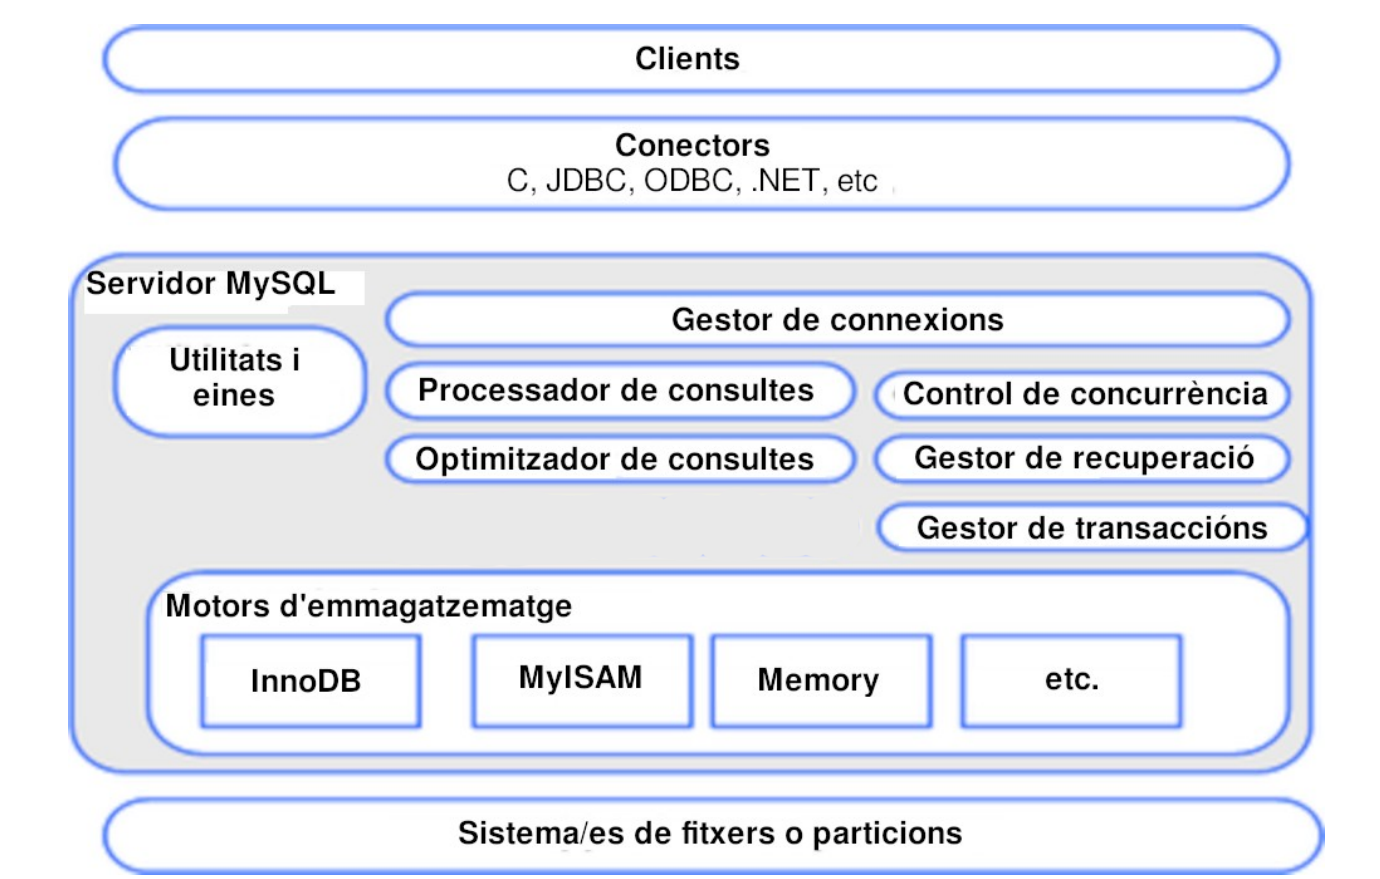 Clients
Conectors
C, JDBC, ODBC, .NET, etc
Servidor MySQL
Gestor de connexions
Utilitats i
eines
Processador de consultes
Control de concurrència
Optimitzador de consultes
Gestor de recuperació
Gestor de transaccións
Motors d'emmagatzematge
InnoDB
MyISAM
Memory
etc.
Sistema/es de fitxers o particions